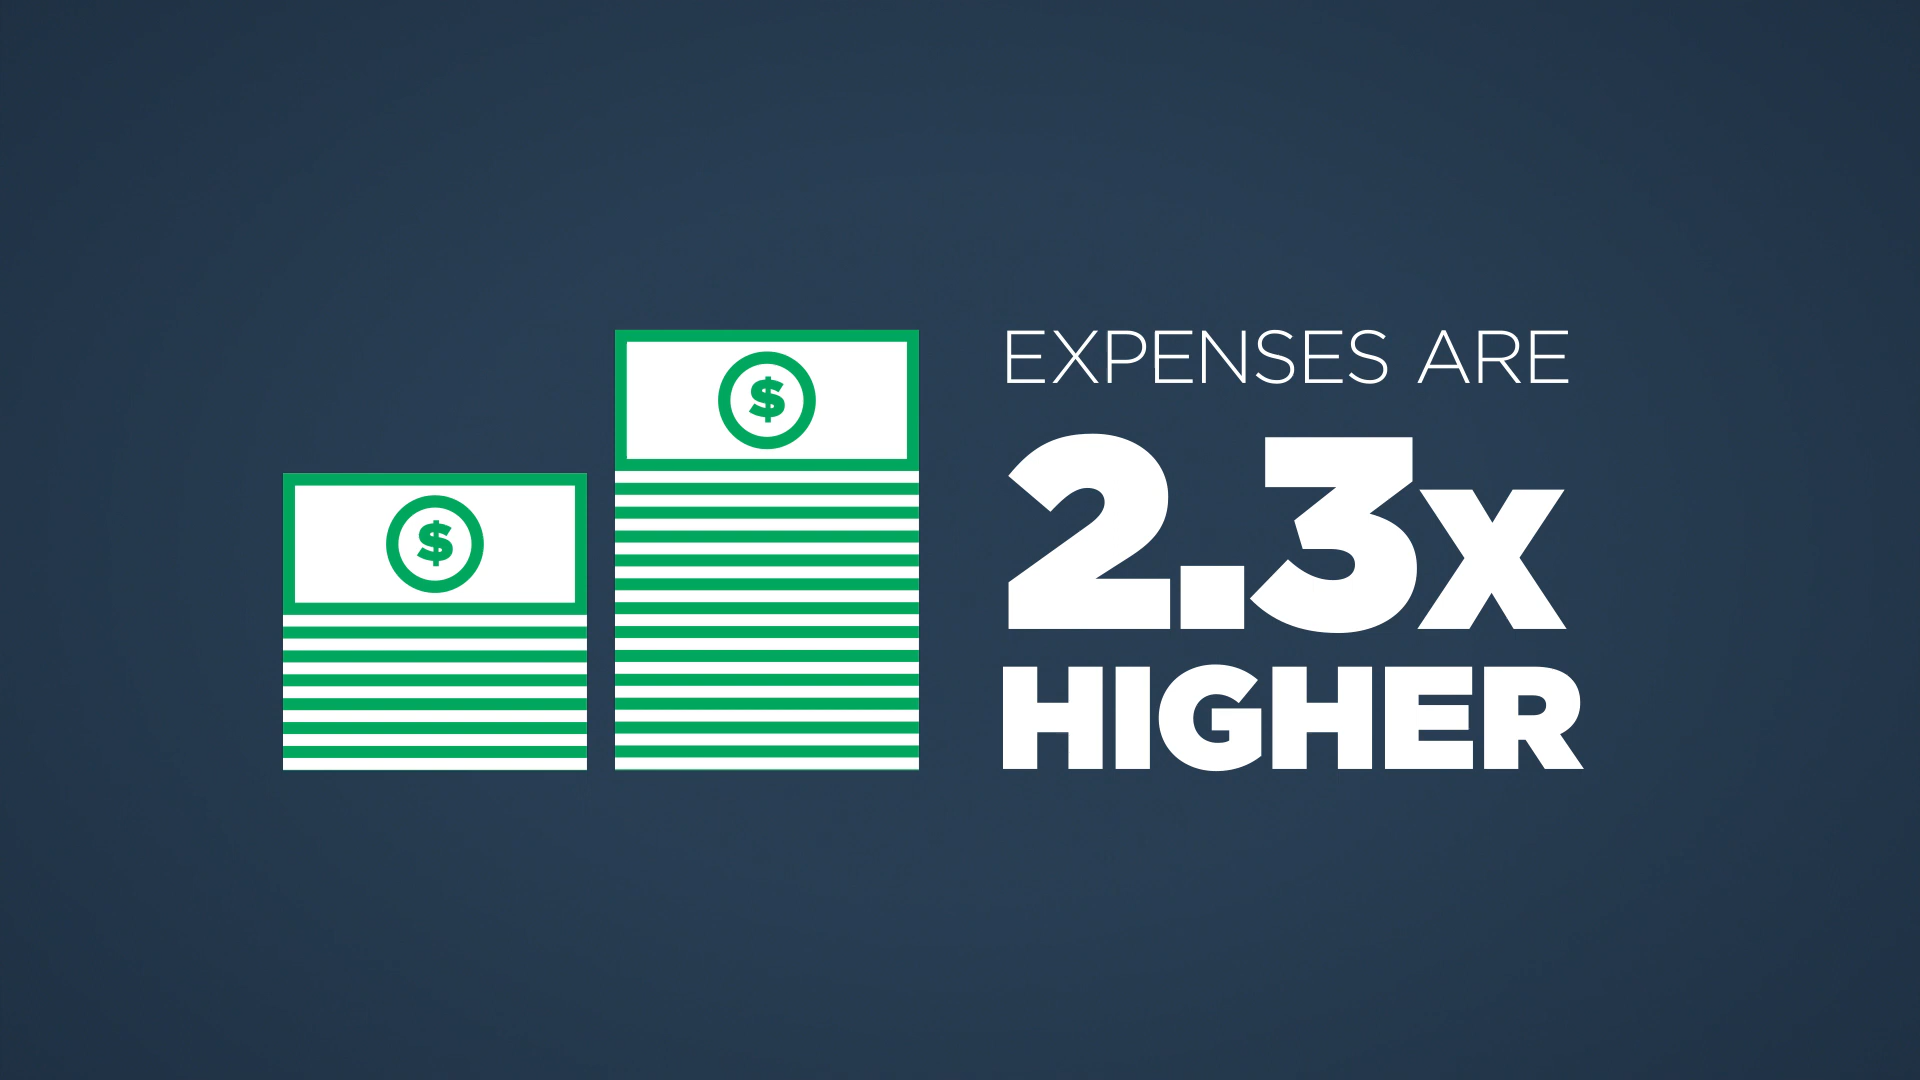 $
$
EXPENSES ARE
2.3x
HIGHER